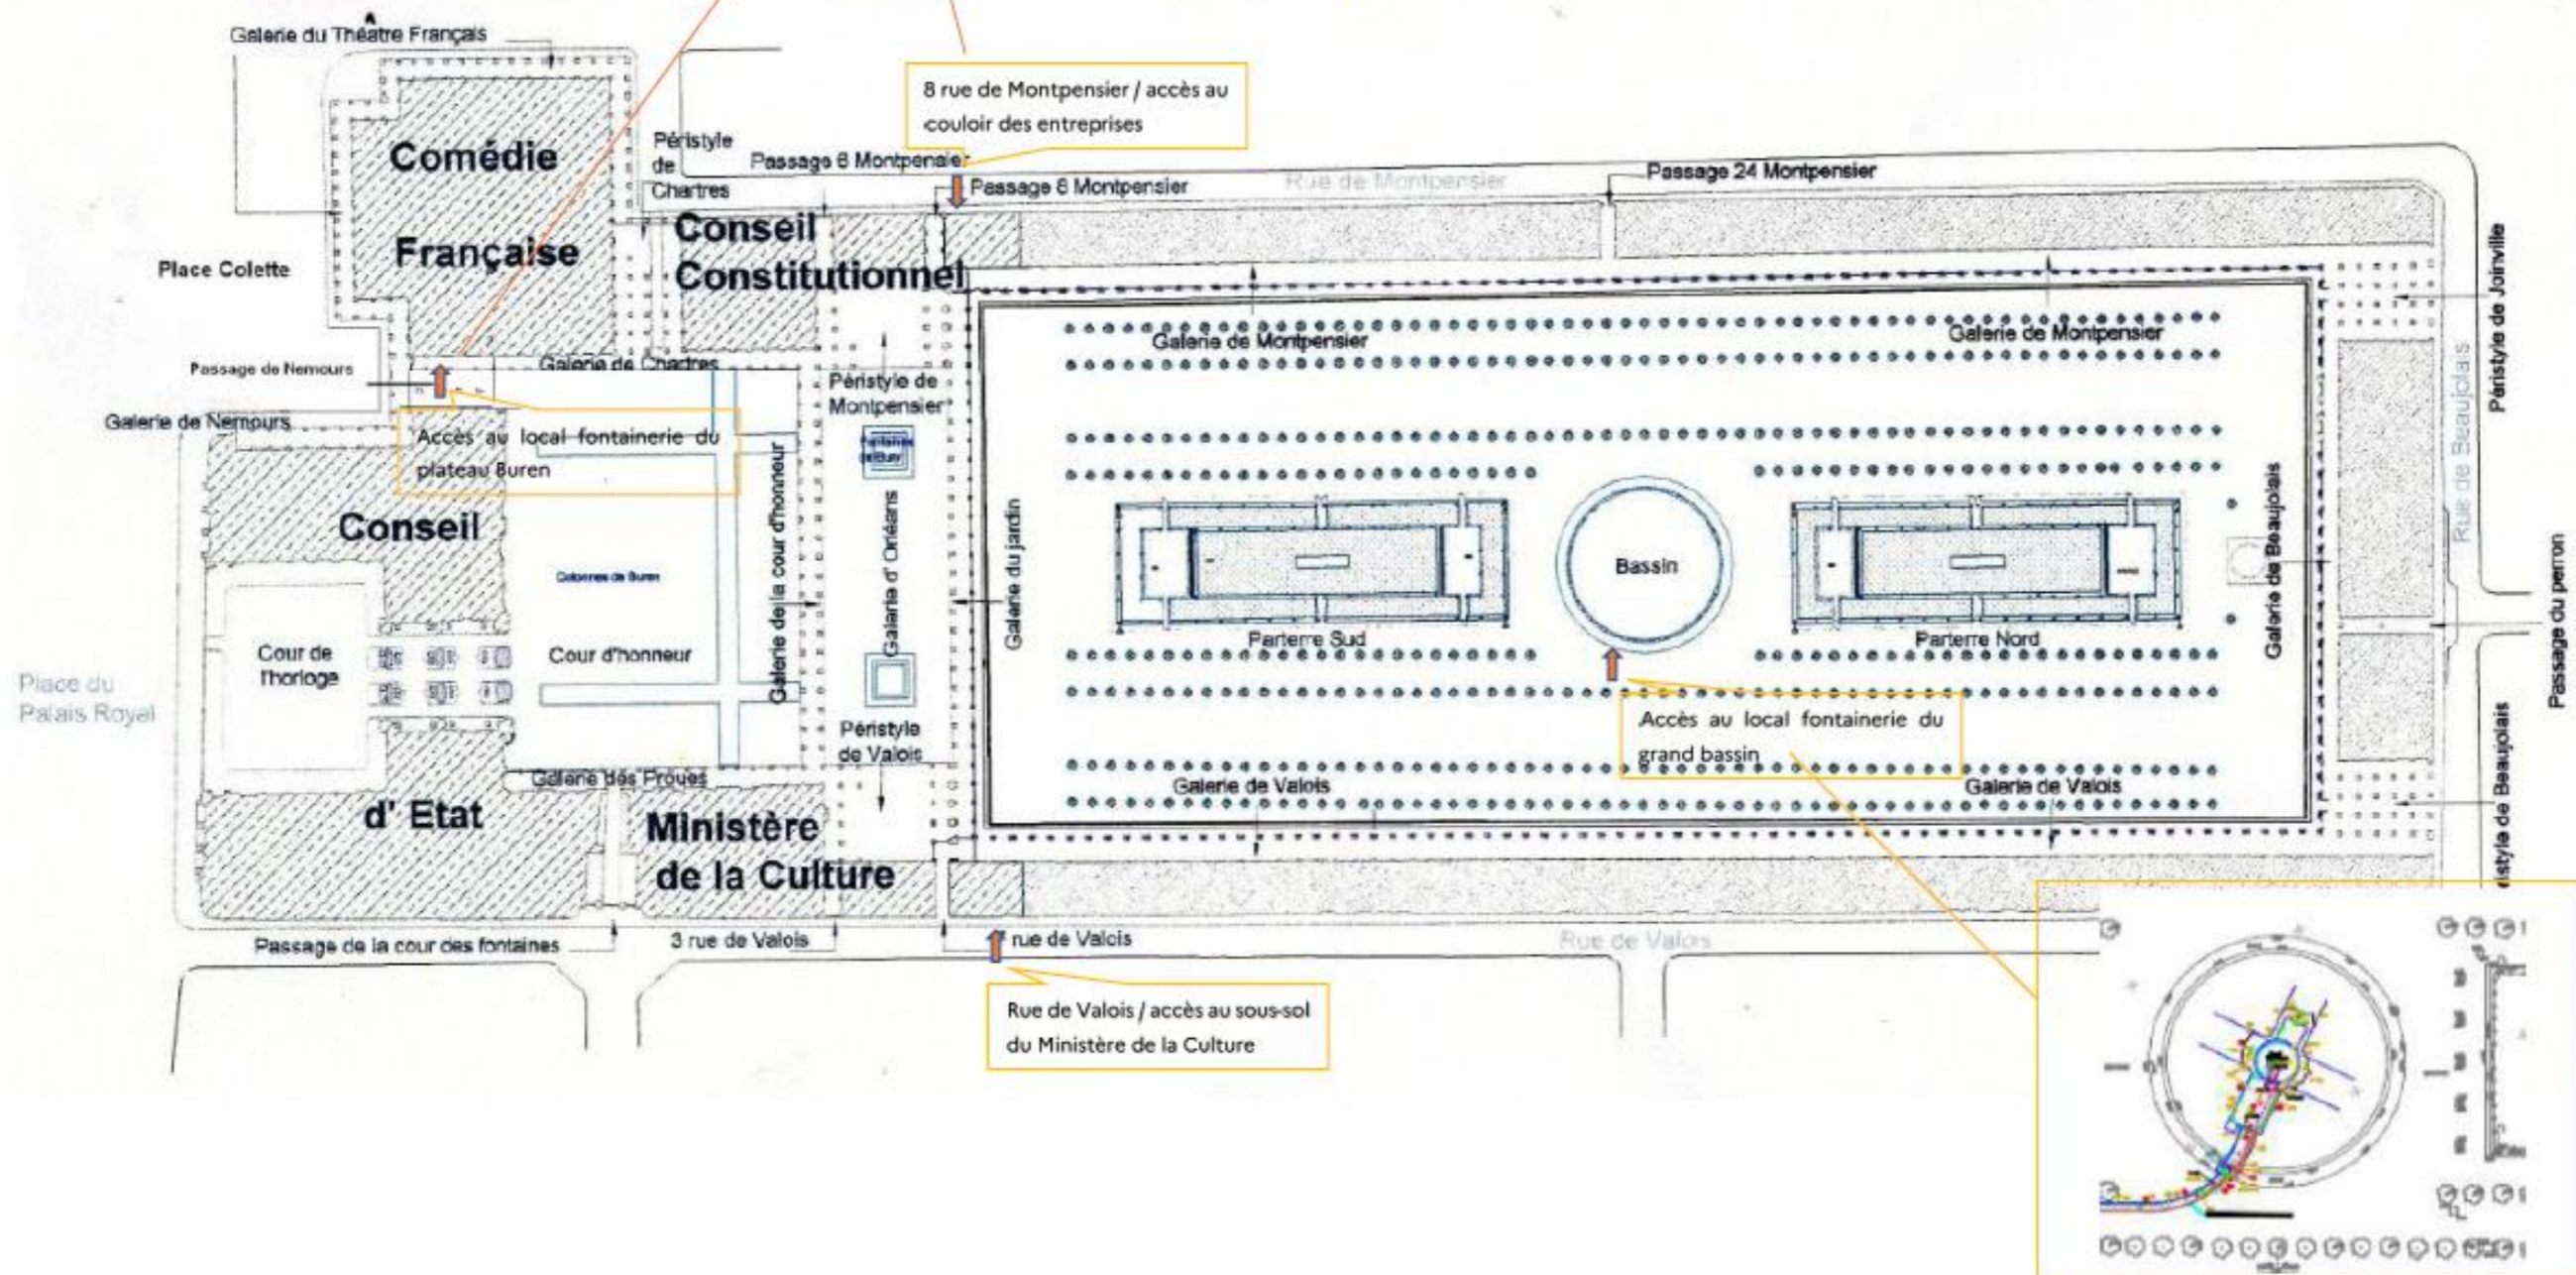 Galerie du Théatre Français
8 rue de Montpensier / accès au
couloir des entreprises
Comédie
Française
Péristyle
de
Chartres
Passage 6 Montpensier
Passage 8 Montpensier
Rue de Montpensier
Passage 24 Montpensier
Conseil
Constitutionnel
Place Colette
Passage de Nemours
Galerie de Chartres
Galerie de Nemours
Accès au local fontainerie du
plateau Buren
Péristyle de
Montpensier
Galerie de Montpensier
Galerie de Montpensier
Péristyle de Joinville
Rue de Beaujolais
Conseil
Colonnes de Buren
Galerie de la cour d'honneur
Galerie d' Orléans
Galerie du jardin
Bassin
Galerie de Beaujolais
Passage du perron
Cour de
l'horloge
Cour d'honneur
Parterre Sud
Parterre Nord
Place du
Palais Royal
Péristyle
de Valois
Accès au local fontainerie du
grand bassin
Galerie des Proues
Galerie de Valois
Galerie de Valois
istyle de Beaujolais
d' Etat
Ministère
de la Culture
Passage de la cour des fontaines
3 rue de Valois
rue de Valois
Rue de Valois
Rue de Valois / accès au sous-sol
du Ministère de la Culture